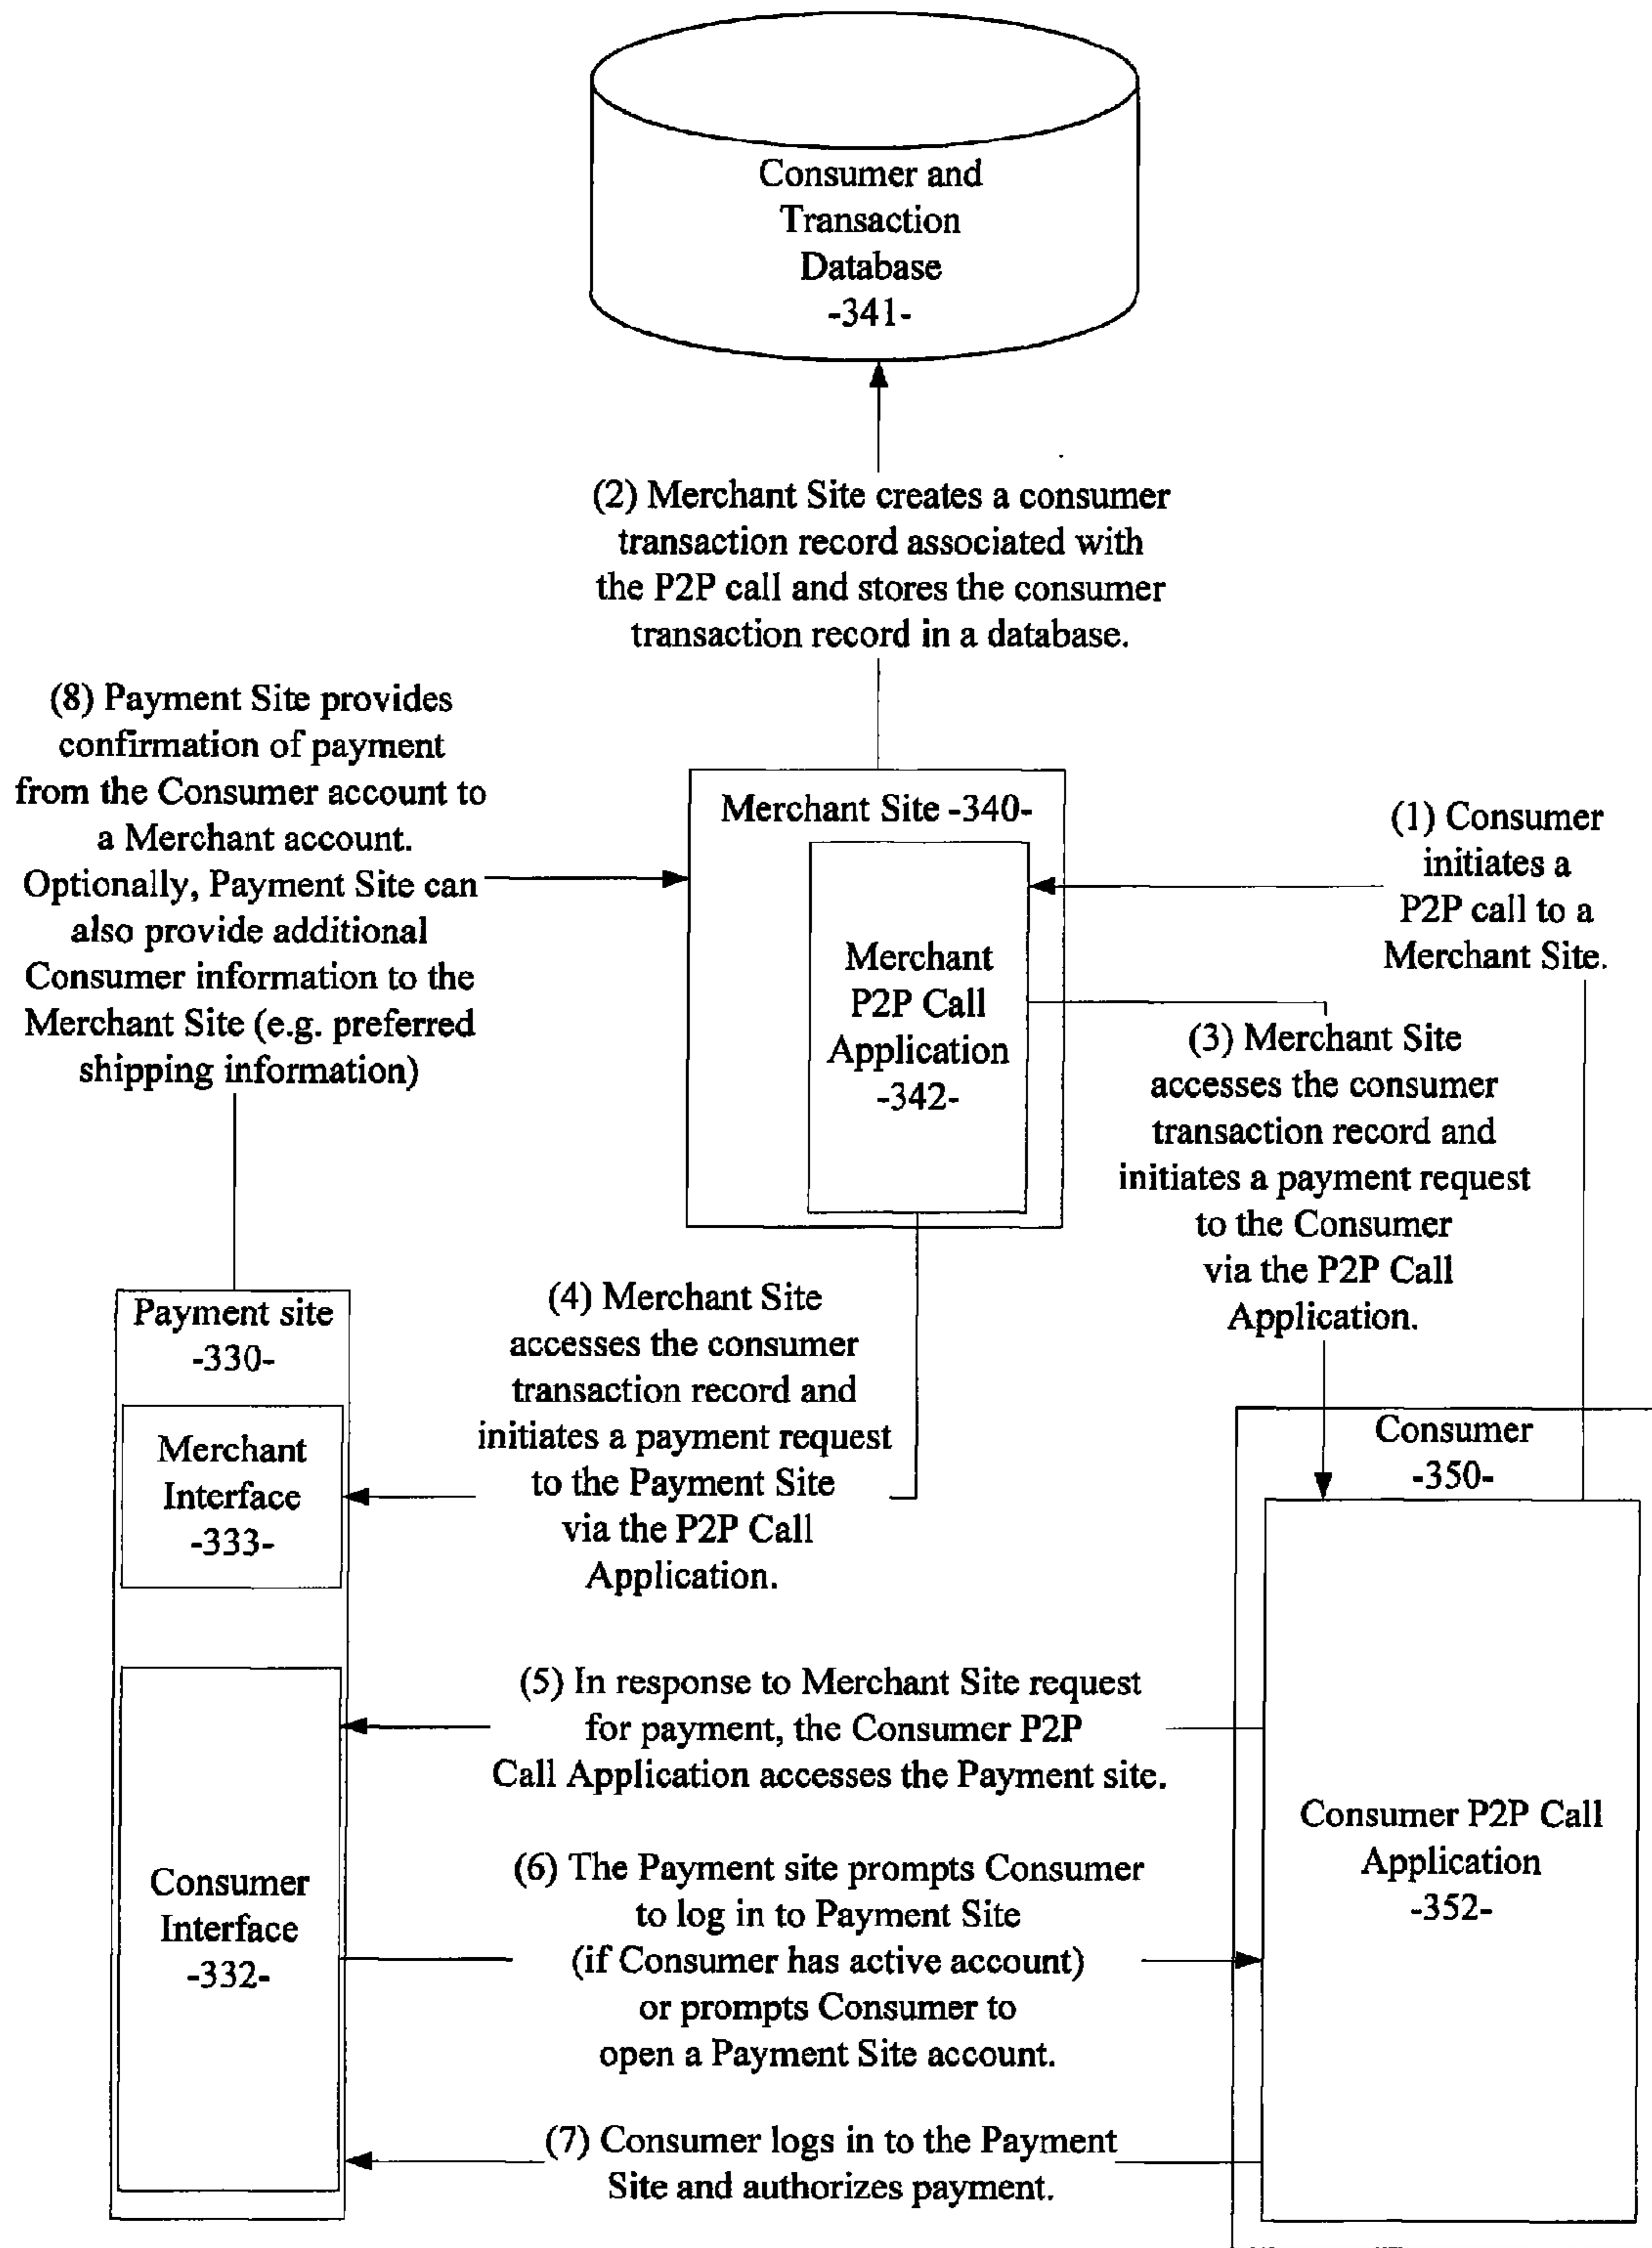 Consumer and
Transaction
Database
-341-
(2) Merchant Site creates a consumer
transaction record associated with
the P2P call and stores the consumer
transaction record in a database.
(8) Payment Site provides
confirmation of payment
from the Consumer account to
a Merchant account.
Optionally, Payment Site can
also provide additional
Consumer information to the
Merchant Site (e.g. preferred
shipping information)
Merchant Site -340-
Merchant
P2P Call
Application
-342-
(1) Consumer
initiates a
P2P call to a
Merchant Site.
(3) Merchant Site
accesses the consumer
transaction record and
initiates a payment request
to the Consumer
via the P2P Call
Application.
Payment site
-330-
Merchant
Interface
-333-
(4) Merchant Site
accesses the consumer
transaction record and
initiates a payment request
to the Payment Site
via the P2P Call
Application.
Consumer
-350-
(5) In response to Merchant Site request
for payment, the Consumer P2P
Call Application accesses the Payment site.
Consumer
Interface
-332-
(6) The Payment site prompts Consumer
to log in to Payment Site
(if Consumer has active account)
or prompts Consumer to
open a Payment Site account.
Consumer P2P Call
Application
-352-
(7) Consumer logs in to the Payment
Site and authorizes payment.